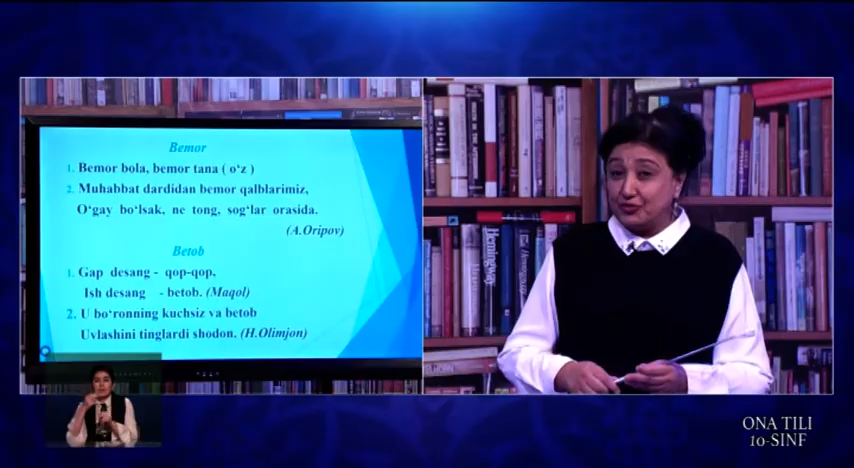 Bemor
1. Bemor bola, bemor tana ( o‘z )
2. Muhabbat dardidan bemor qalblarimiz,
O‘gay bo‘lsak, ne tong, sog‘lar orasida.
(A.Oripov)
Betob
1. Gap desang - qop-qop,
Ish desang - betob. (Maqol)
2. U bo‘ronning kuchsiz va betob
Uvlashini tinglardi shodon. (H.Olimjon)
Hemingway
ONA TILI
10-SINF